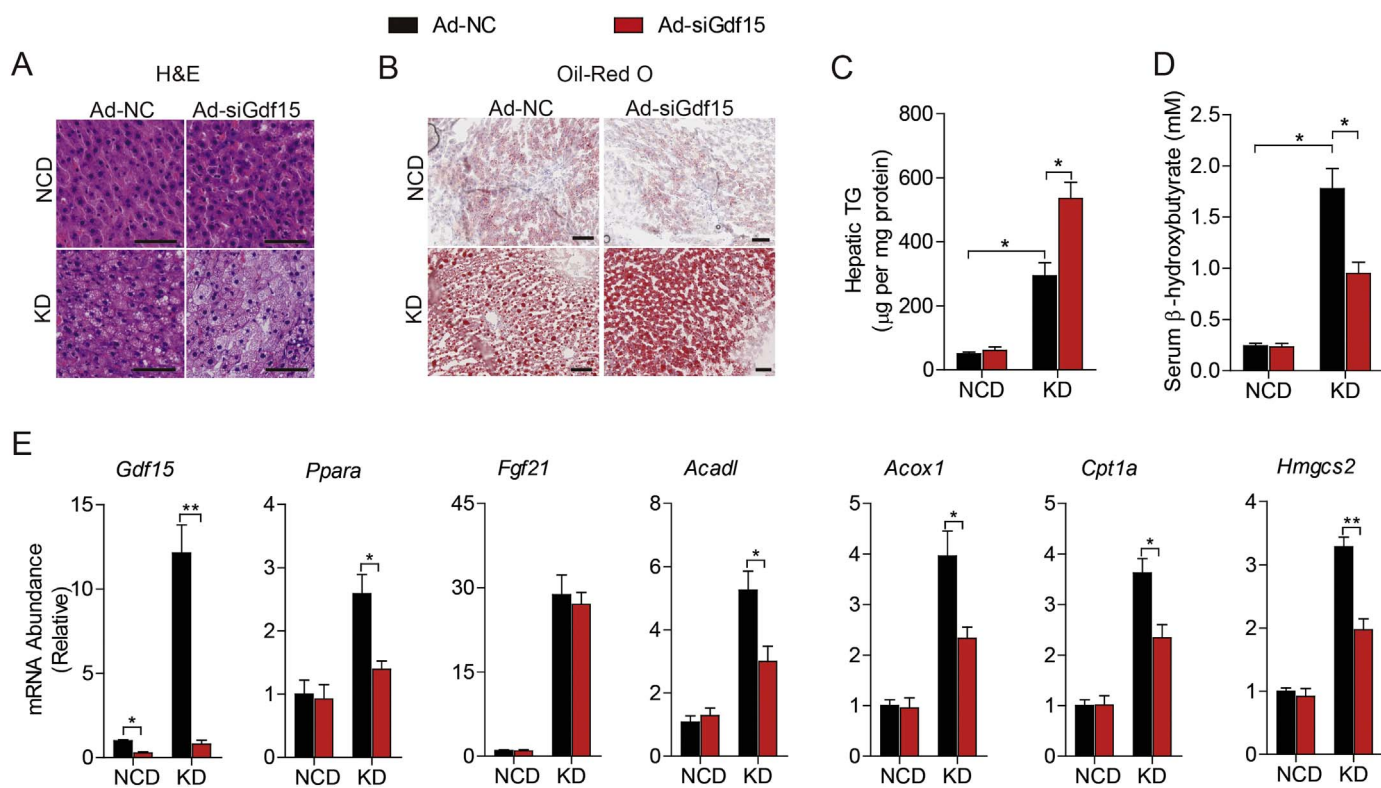 Ad-NC Ad-siGdf15
A
H&E
Ad-NC Ad-siGdf15
NCD
KD
B
Oil-Red O
Ad-NC Ad-siGdf15
NCD
KD
C
Hepatic TG
(μg per mg protein)
800
600
400
200
0
*
*
NCD KD
D
Serum β-hydroxybutyrate (mM)
2.5
2.0
1.5
1.0
0.5
0.0
*
*
NCD KD
E
mRNA Abundance
(Relative)
Gdf15
15
10
5
0
*
**
NCD KD
Ppara
4
3
2
1
0
*
NCD KD
Fgf21
45
30
15
0
NCD KD
Acadl
8
6
4
2
0
*
NCD KD
Acox1
5
4
3
2
1
0
*
NCD KD
Cpt1a
5
4
3
2
1
0
*
NCD KD
Hmgcs2
4
3
2
1
0
**
NCD KD